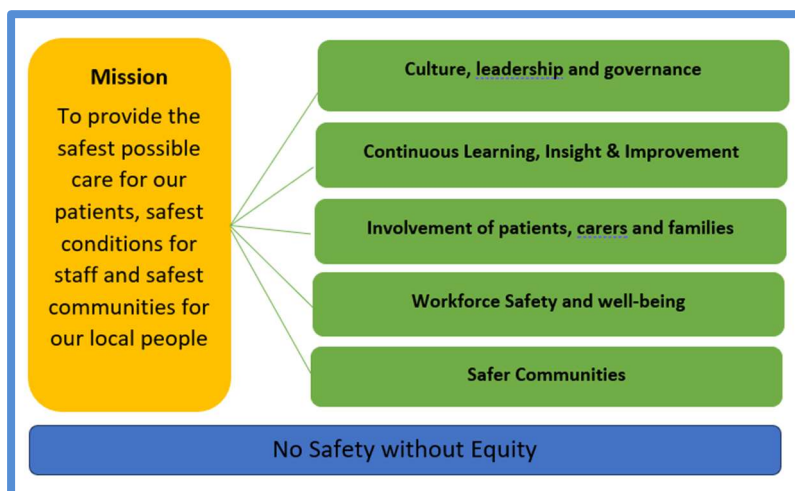 Mission
To provide the
safest possible
care for our
patients, safest
conditions for
staff and safest
communities for
our local people
Culture, leadership and governance
Continuous Learning, Insight & Improvement
Involvement of patients, carers and families
Workforce Safety and well-being
Safer Communities
No Safety without Equity